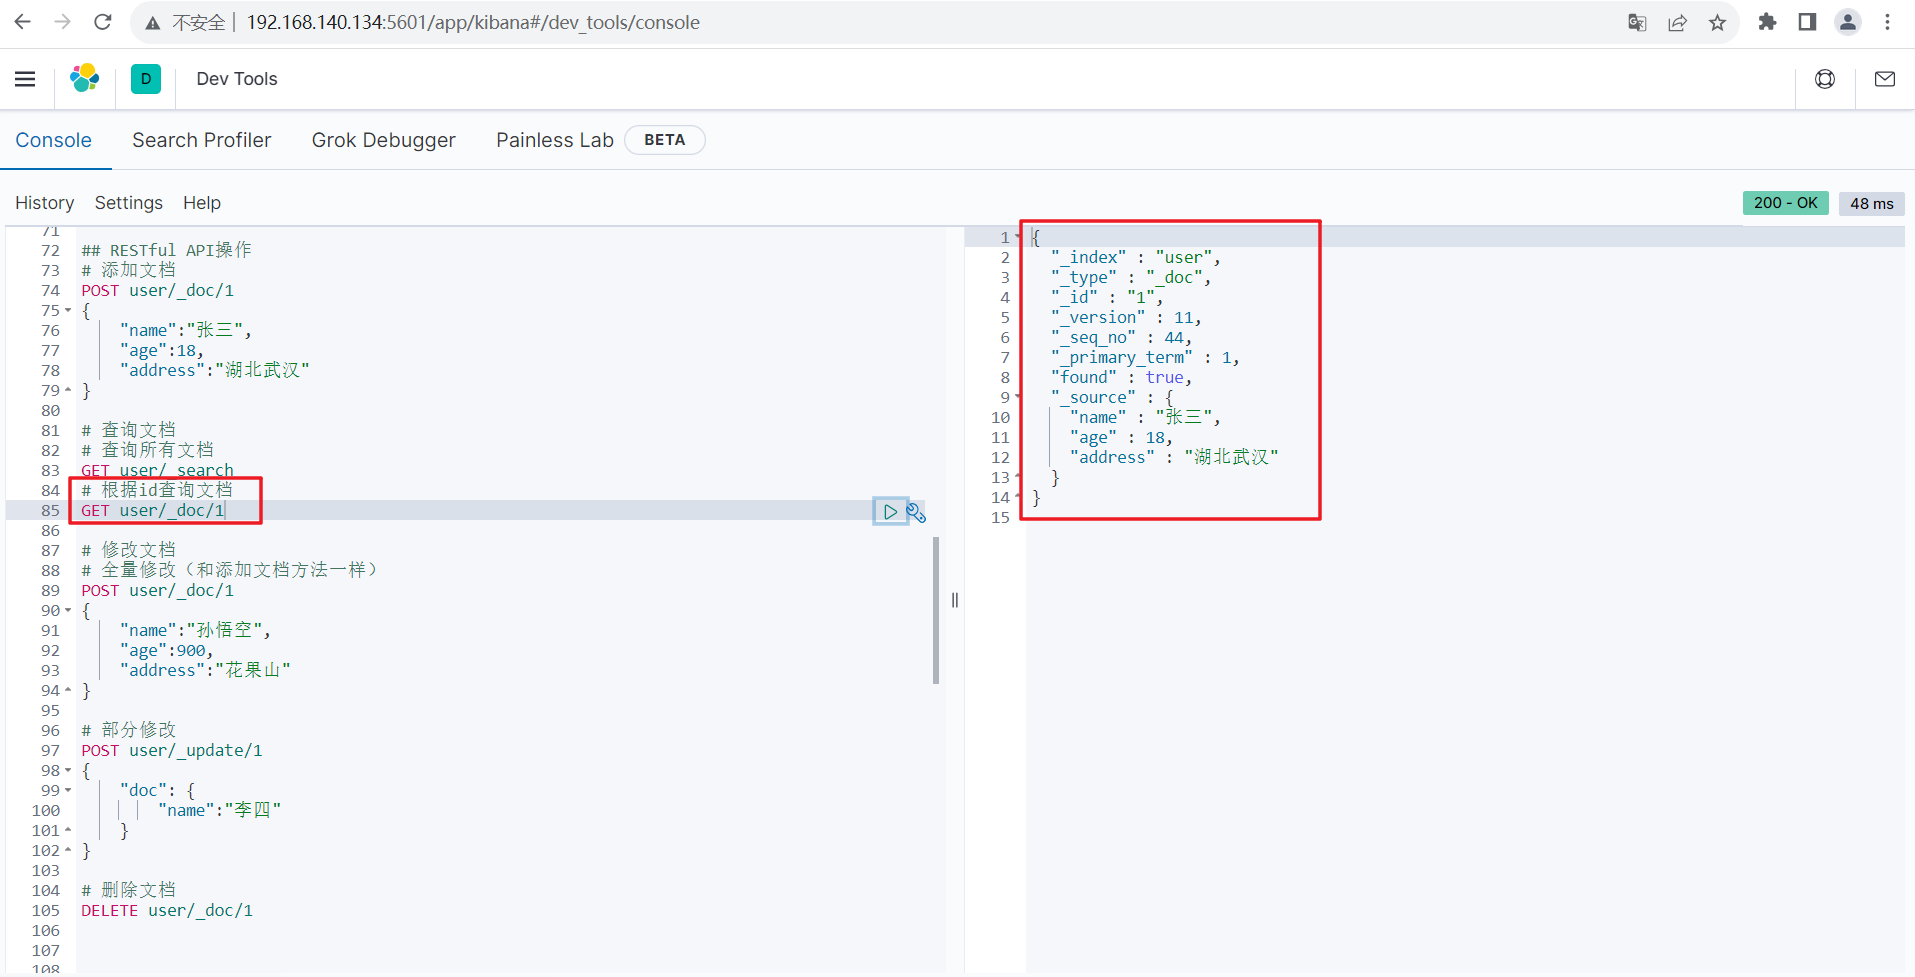 不安全 192.168.140.134:5601/app/kibana#/dev_tools/console
D Dev Tools
Console Search Profiler Grok Debugger Painless Lab BETA
History Settings Help
200 - OK 48 ms
71
72 ## RESTful API操作
73 # 添加文档
74 POST user/_doc/1
75 {
76 "name":"张三",
77 "age":18,
78 "address":"湖北武汉"
79 }
80
81 # 查询文档
82 # 查询所有文档
83 GET user/_search
84 # 根据id查询文档
85 GET user/_doc/1
86
87 # 修改文档
88 # 全量修改（和添加文档方法一样）
89 POST user/_doc/1
90 {
91 "name":"孙悟空",
92 "age":900,
93 "address":"花果山"
94 }
95
96 # 部分修改
97 POST user/_update/1
98 {
99 "doc": {
100 "name":"李四"
101 }
102 }
103
104 # 删除文档
105 DELETE user/_doc/1
106
107
108
1 {
2 "_index" : "user",
3 "_type" : "_doc",
4 "_id" : "1",
5 "_version" : 11,
6 "_seq_no" : 44,
7 "_primary_term" : 1,
8 "found" : true,
9 "_source" : {
10 "name" : "张三",
11 "age" : 18,
12 "address" : "湖北武汉"
13 }
14 }
15